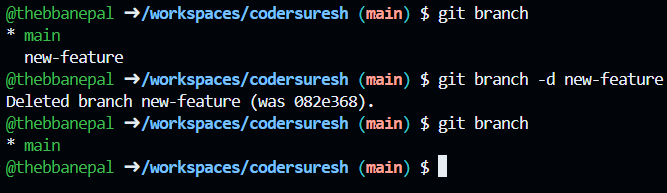 @thebbanepal ➜/workspaces/codersuresh (main) $ git branch
* main
  new-feature
@thebbanepal ➜/workspaces/codersuresh (main) $ git branch -d new-feature
Deleted branch new-feature (was 082e368).
@thebbanepal ➜/workspaces/codersuresh (main) $ git branch
* main
@thebbanepal ➜/workspaces/codersuresh (main) $